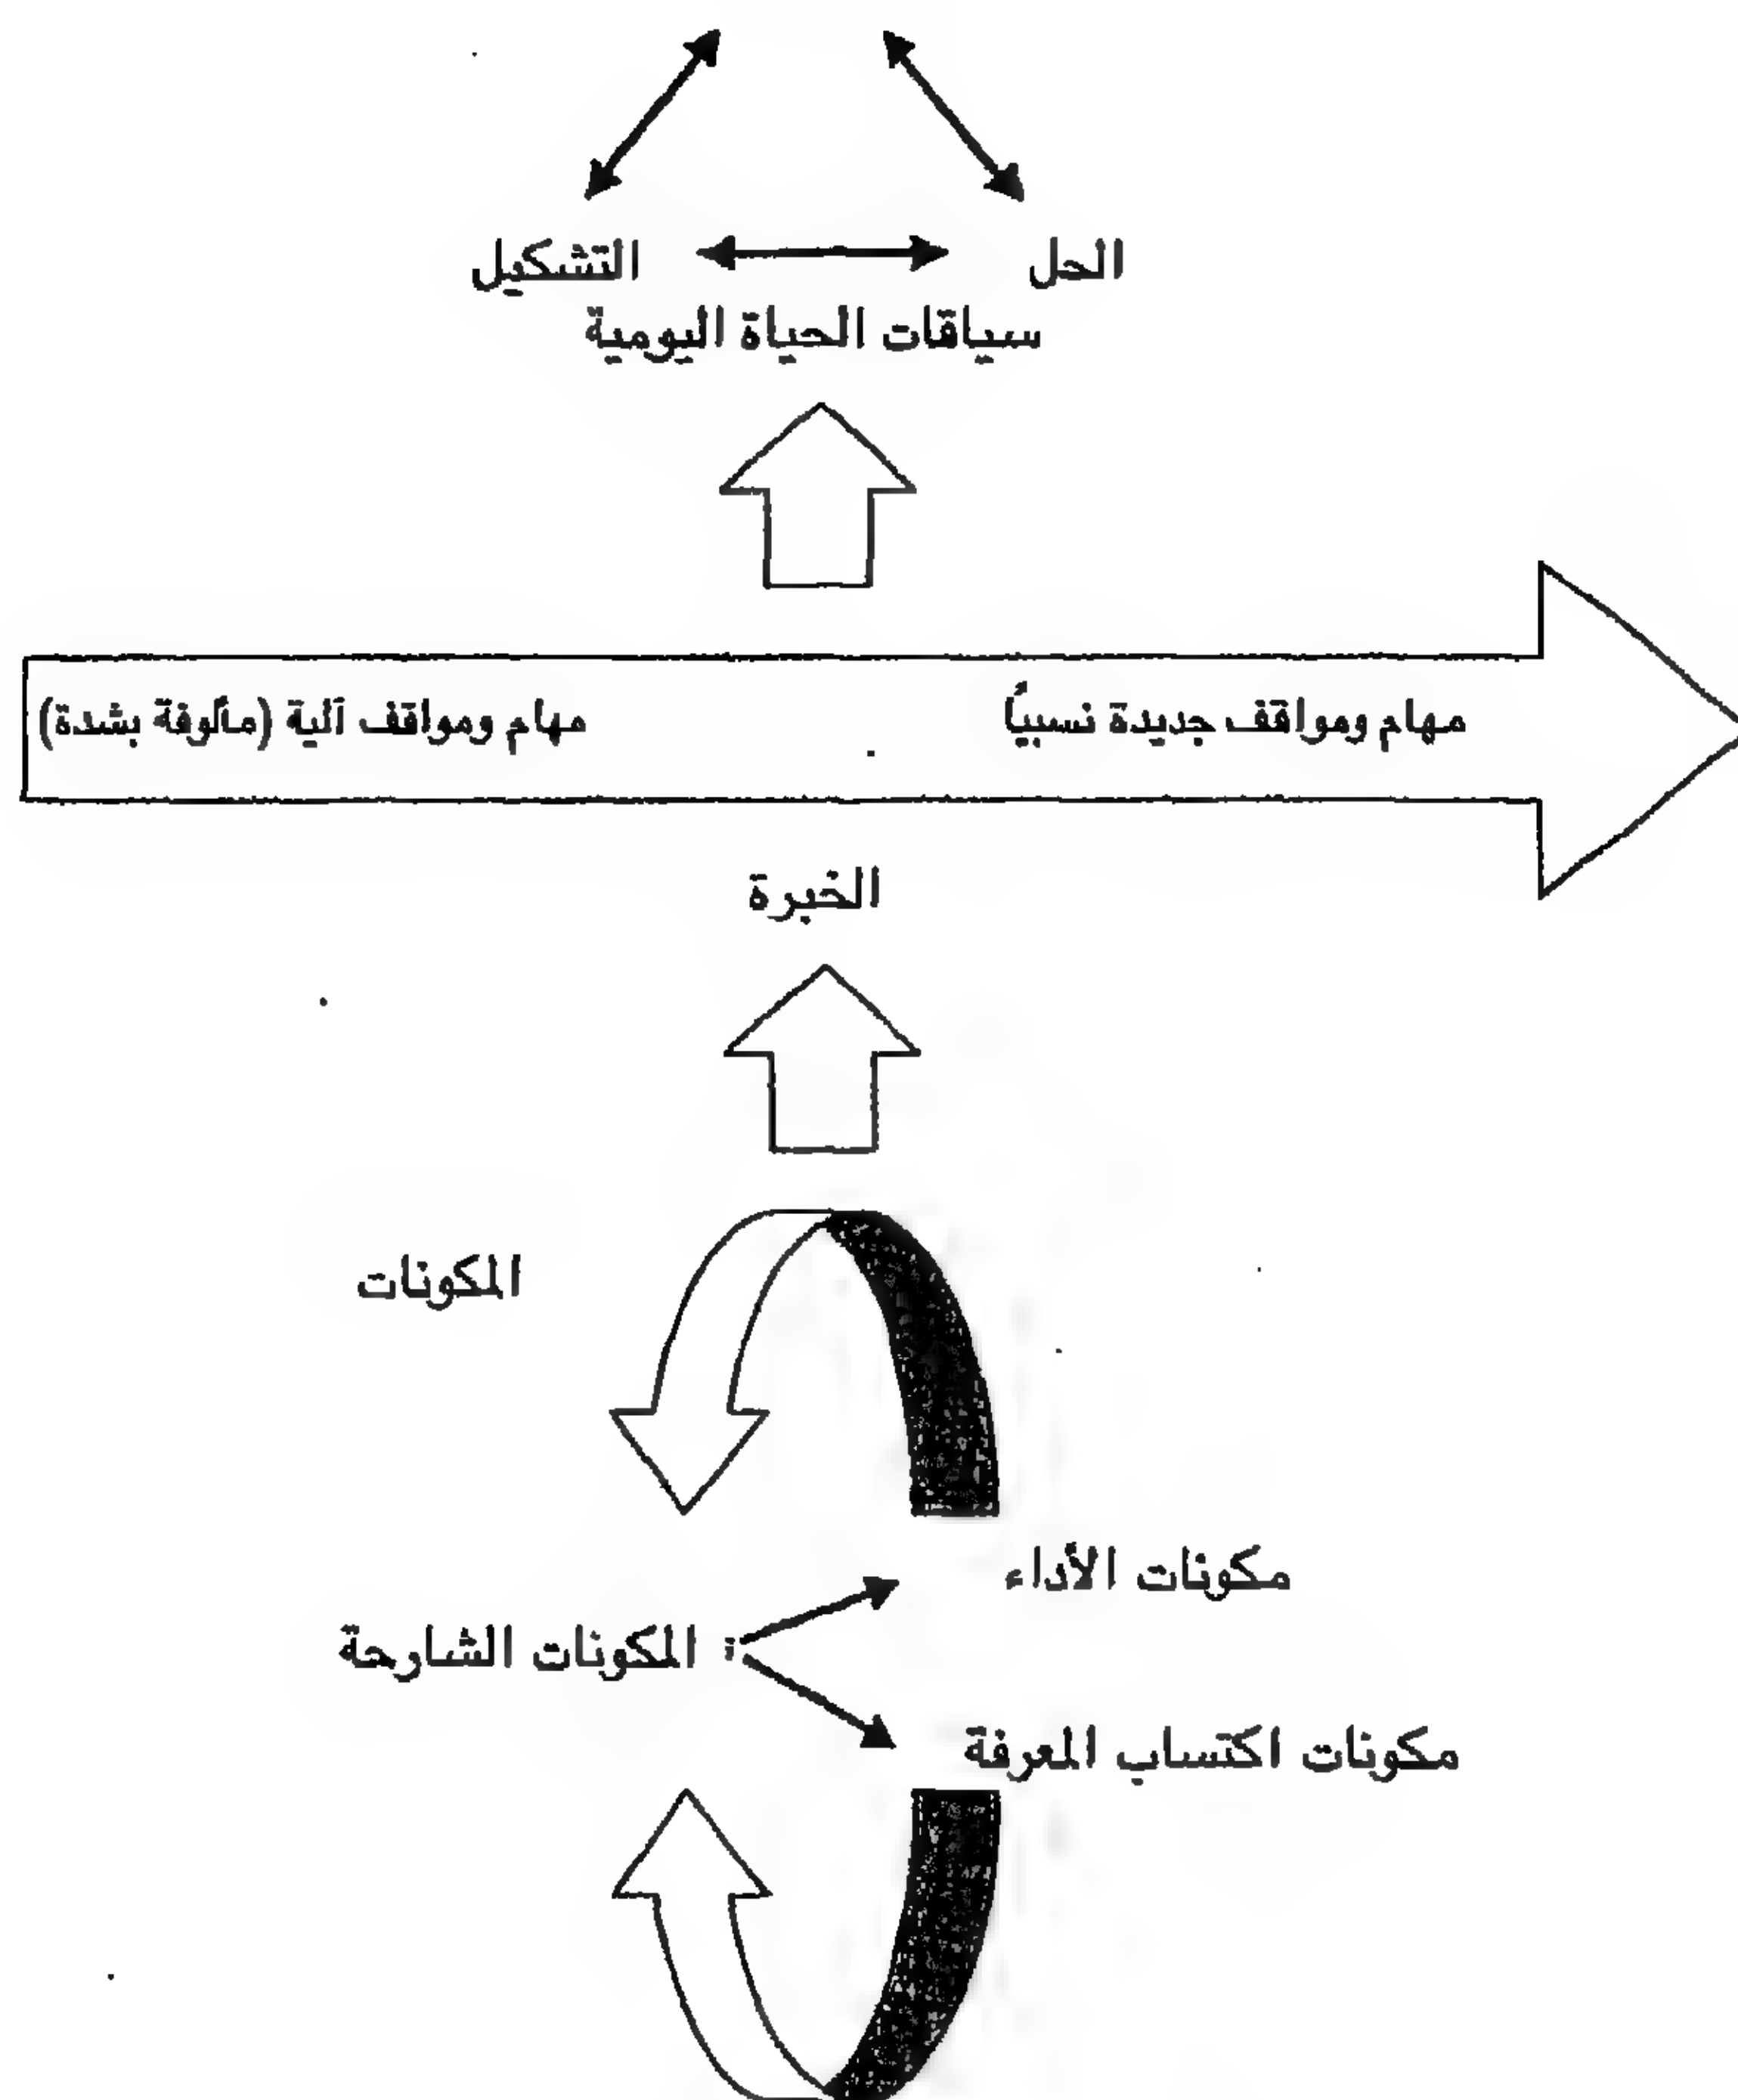 الحل
التشكيل
سياقات الحياة اليومية
مهام ومواقف جديدة نسبياً
مهام ومواقف آلية (مألوفة بشدة)
الخبرة
المكونات
مكونات الأداء
المكونات الشارحة
مكونات اكتساب المعرفة